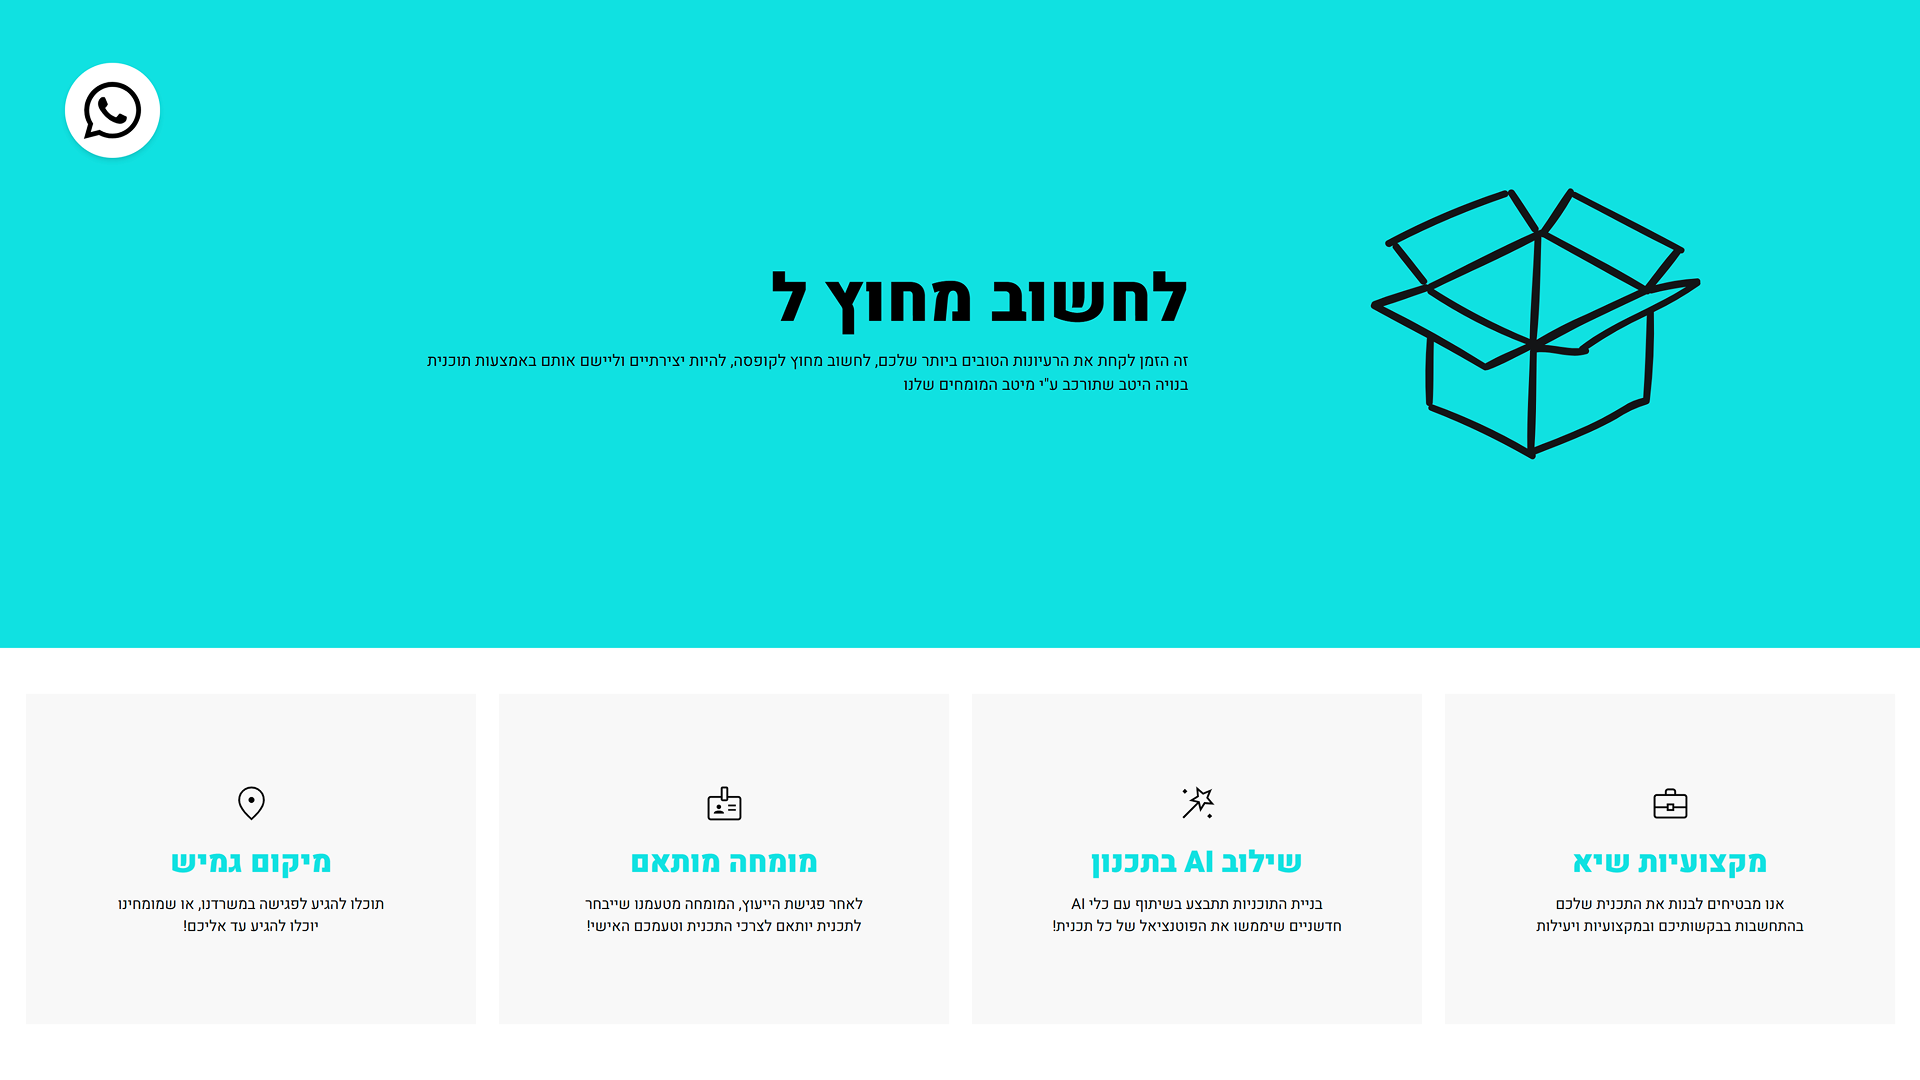 לחשוב מחוץ ל
זה הזמן לקחת את הרעיונות הטובים ביותר שלכם, לחשוב מחוץ לקופסה, להיות יצירתיים וליישם אותם באמצעות תוכנית
בנויה היטב שתורכב ע"י מיטב המומחים שלנו
מקצועיות שיא
אנו מבטיחים לבנות את התכנית שלכם
בהתחשבות בבקשותיכם ובמקצועיות ויעילות
שילוב AI בתכנון
בניית התוכניות תתבצע בשיתוף עם כלי AI
חדשניים שיממשו את הפוטנציאל של כל תכנית!
מומחה מותאם
לאחר פגישת הייעוץ, המומחה מטעמנו שייבחר
לתכנית יותאם לצרכי התכנית וטעמכם האישי!
מיקום גמיש
תוכלו להגיע לפגישה במשרדנו, או שמומחינו
יוכלו להגיע עד אליכם!